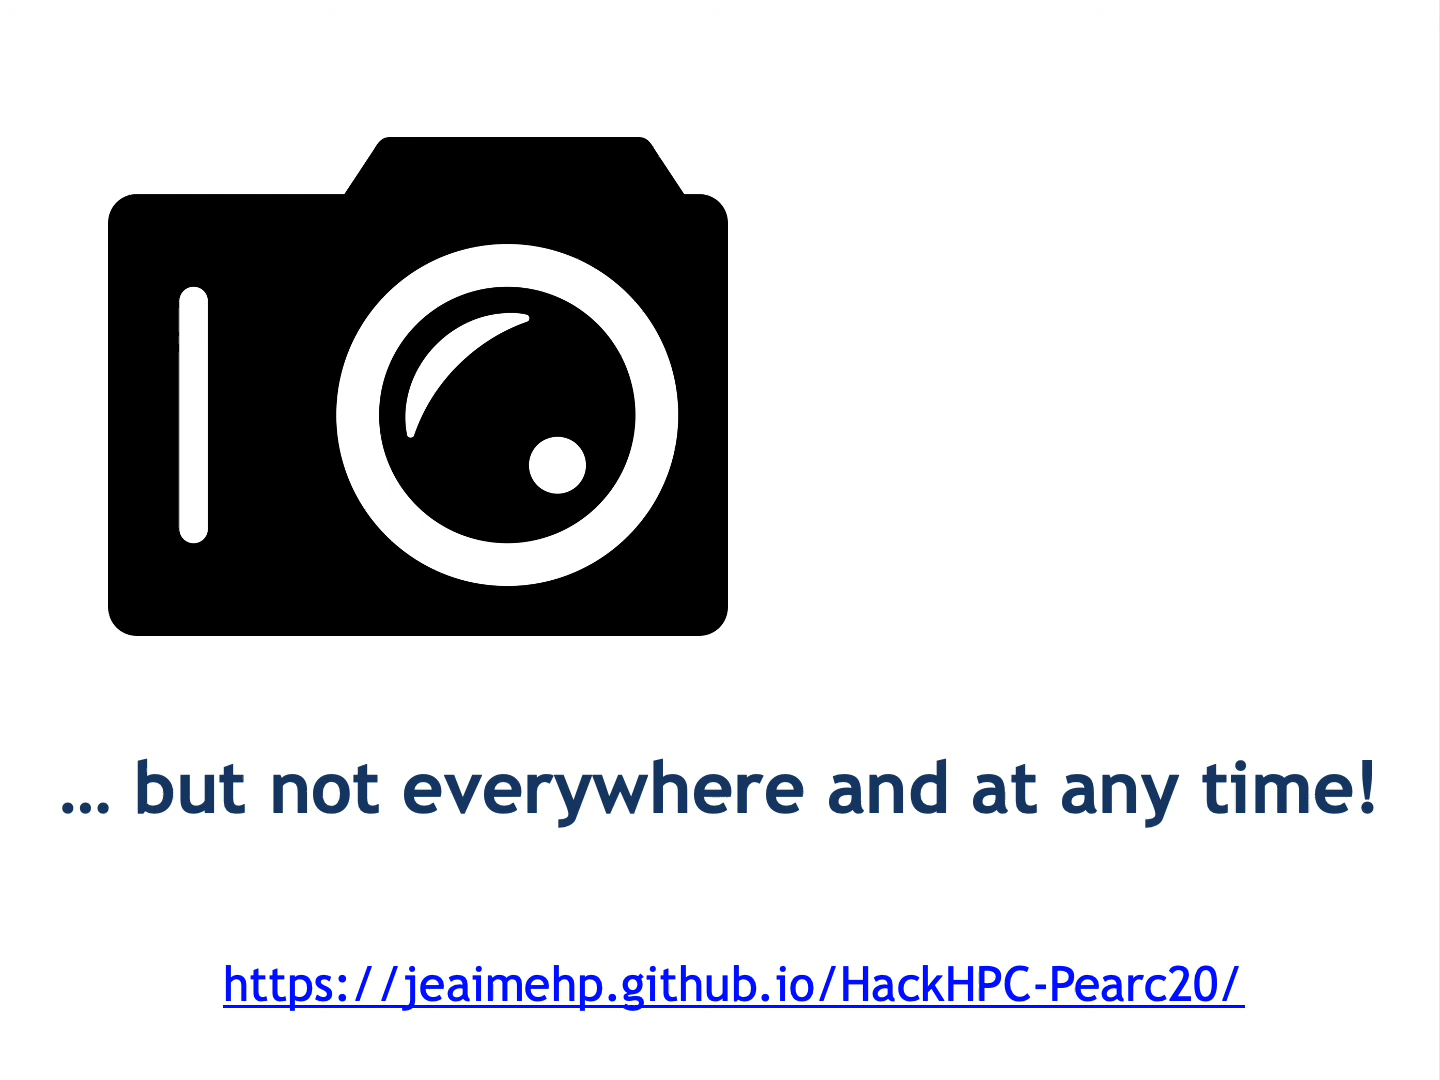 ... but not everywhere and at any time!
https://jeaimehp.github.io/HackHPC-Pearc20/